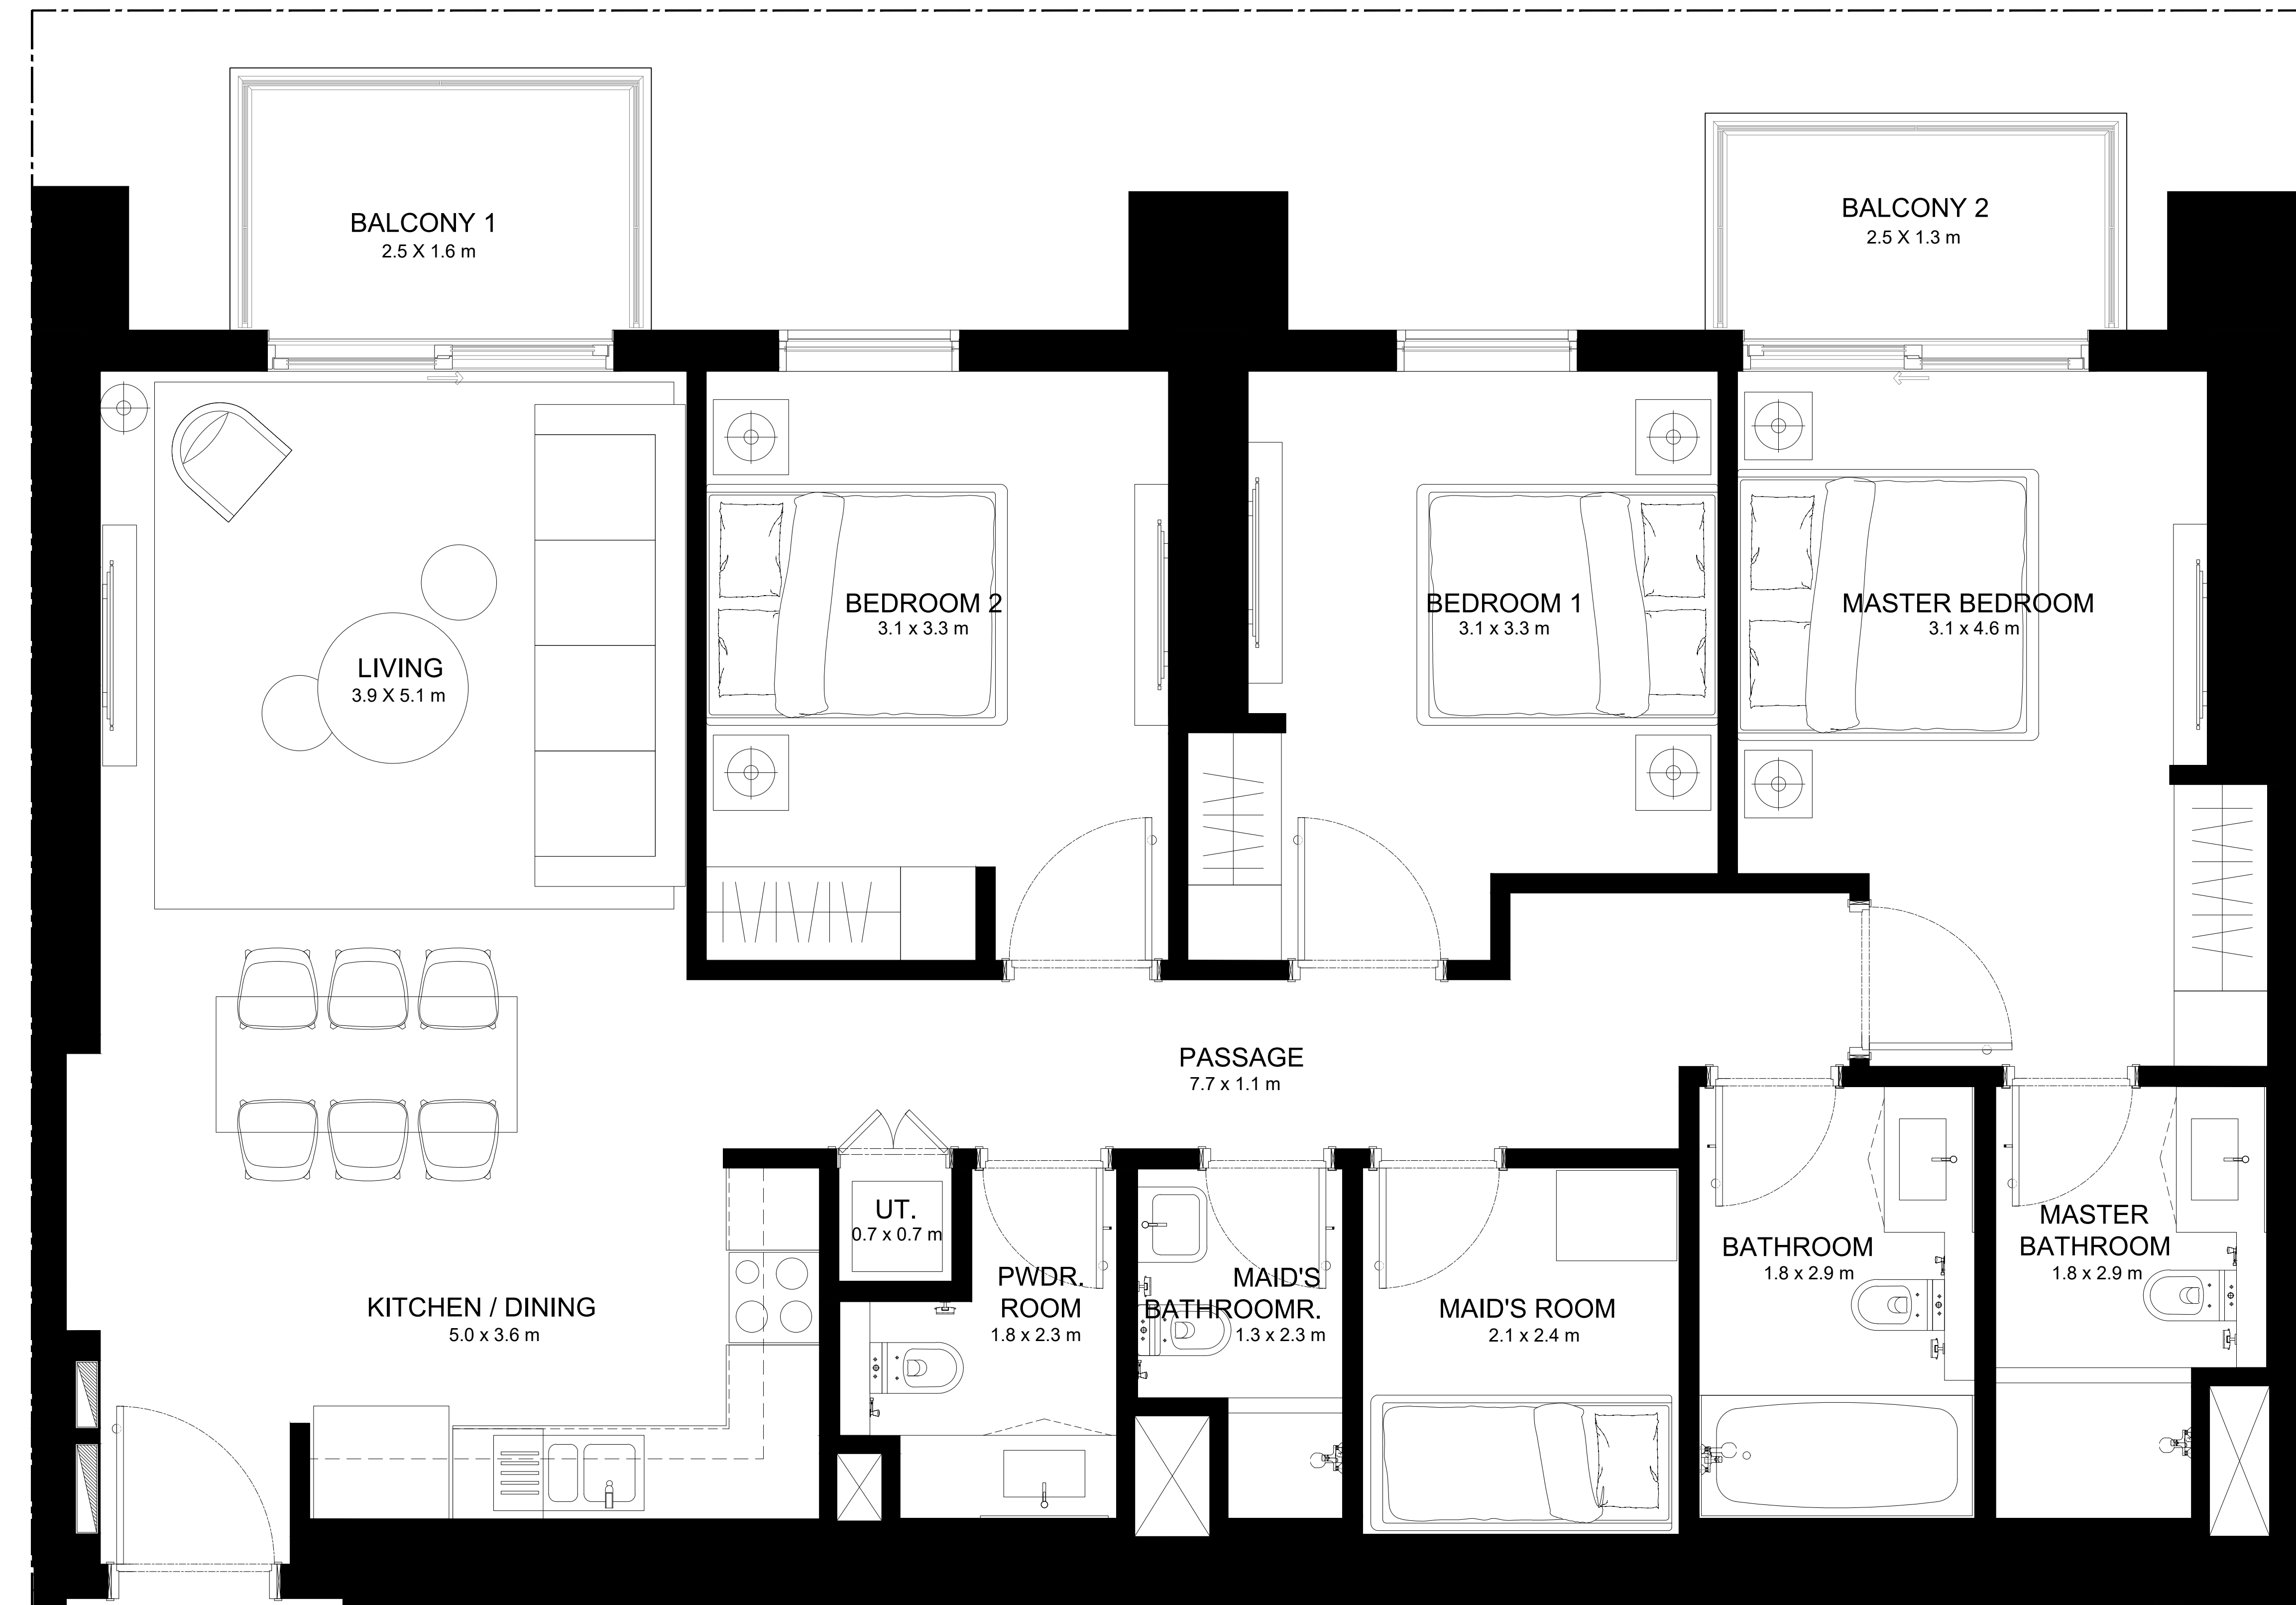 BALCONY 1
2.5 X 1.6 m
BALCONY 2
2.5 X 1.3 m
BEDROOM 2
3.1 x 3.3 m
BEDROOM 1
3.1 x 3.3 m
MASTER BEDROOM
3.1 x 4.6 m
LIVING
3.9 X 5.1 m
PASSAGE
7.7 x 1.1 m
UT.
0.7 x 0.7 m
KITCHEN / DINING
5.0 x 3.6 m
PWDR.
ROOM
1.8 x 2.3 m
MAID'S
BATHROOMR.
1.3 x 2.3 m
MAID'S ROOM
2.1 x 2.4 m
BATHROOM
1.8 x 2.9 m
MASTER
BATHROOM
1.8 x 2.9 m